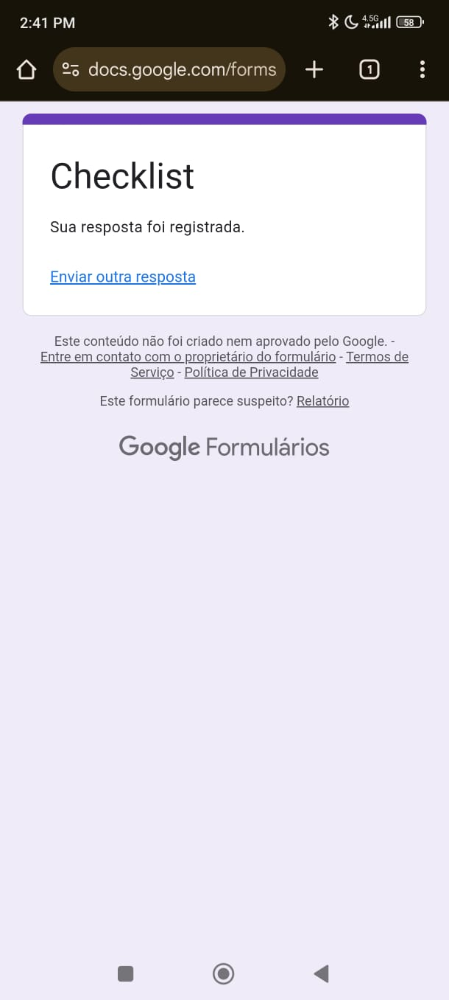 2:41 PM
4.5G
58
docs.google.com/forms
1
Checklist
Sua resposta foi registrada.
Enviar outra resposta
Este conteúdo não foi criado nem aprovado pelo Google. -
Entre em contato com o proprietário do formulário - Termos de
Serviço - Política de Privacidade
Este formulário parece suspeito? Relatório
Google Formulários